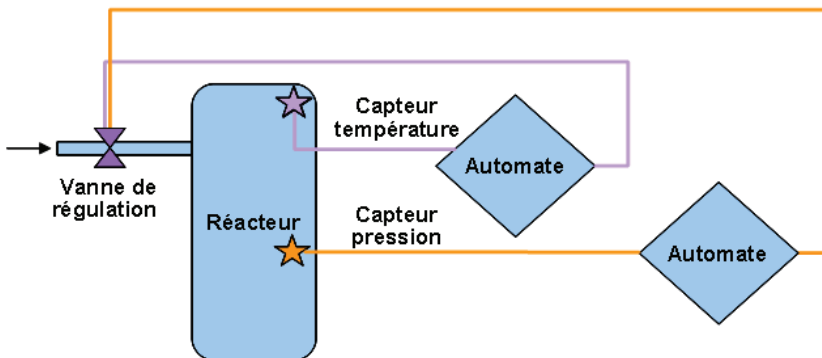 Capteur
température
Automate
Vanne de
régulation
Réacteur
Capteur
pression
Automate